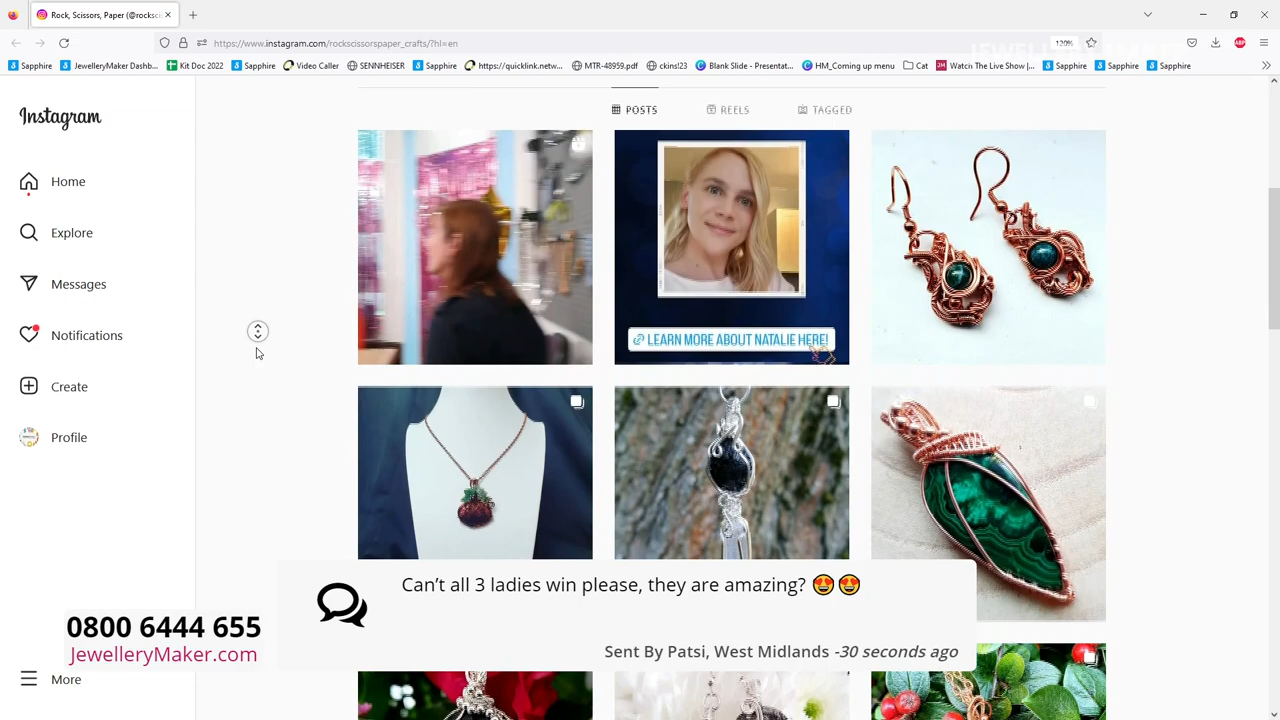 Rock, Scissors, Paper (@rocksci
https://www.instagram.com/rockscissorspaper_crafts/?hl=en
120%
Sapphire
JewelleryMaker Dashb...
Kit Doc 2022
Sapphire
Video Caller
SENNHEISER
Sapphire
https://quicklink.netw...
MTR-48959.pdf
ckins!23
Blank Slide - Presentat...
HM_Coming up menu
Cat
Watch The Live Show |...
Sapphire
Sapphire
Sapphire
Instagram
POSTS
REELS
TAGGED
Home
Explore
Messages
Notifications
Create
Profile
More
LEARN MORE ABOUT NATALIE HERE!
Can’t all 3 ladies win please, they are amazing? 😍😍
Sent By Patsi, West Midlands -30 seconds ago
0800 6444 655
JewelleryMaker.com